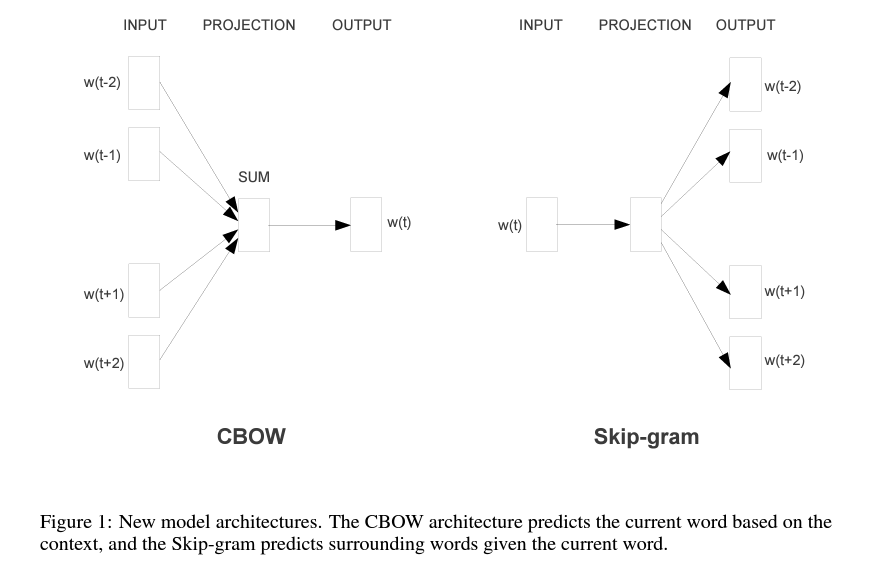 INPUT PROJECTION OUTPUT
w(t-2)
w(t-1)
SUM
w(t)
w(t+1)
w(t+2)
CBOW
INPUT PROJECTION OUTPUT
w(t-2)
w(t-1)
w(t)
w(t+1)
w(t+2)
Skip-gram
Figure 1: New model architectures. The CBOW architecture predicts the current word based on the
context, and the Skip-gram predicts surrounding words given the current word.